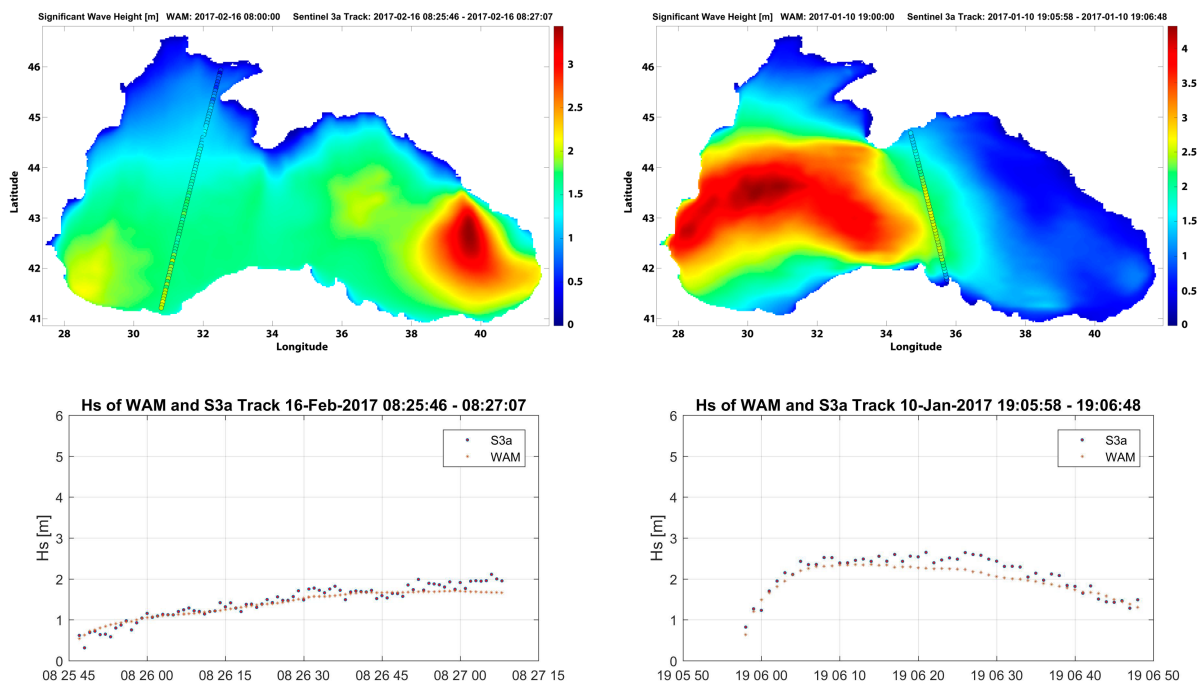 Significant Wave Height [m] WAM: 2017-02-16 08:00:00 Sentinel 3a Track: 2017-02-16 08:25:46 - 2017-02-16 08:27:07
46
45
44
43
42
41
Latitude
28 30 32 34 36 38 40
Longitude
3
2.5
2
1.5
1
0.5
0
Significant Wave Height [m] WAM: 2017-01-10 19:00:00 Sentinel 3a Track: 2017-01-10 19:05:58 - 2017-01-10 19:06:48
46
45
44
43
42
41
Latitude
28 30 32 34 36 38 40
Longitude
4
3.5
3
2.5
2
1.5
1
0.5
0
Hs of WAM and S3a Track 16-Feb-2017 08:25:46 - 08:27:07
6
5
4
3
2
1
0
Hs [m]
S3a
WAM
08 25 45 08 26 00 08 26 15 08 26 30 08 26 45 08 27 00 08 27 15
Hs of WAM and S3a Track 10-Jan-2017 19:05:58 - 19:06:48
6
5
4
3
2
1
0
Hs [m]
S3a
WAM
19 05 50 19 06 00 19 06 10 19 06 20 19 06 30 19 06 40 19 06 50